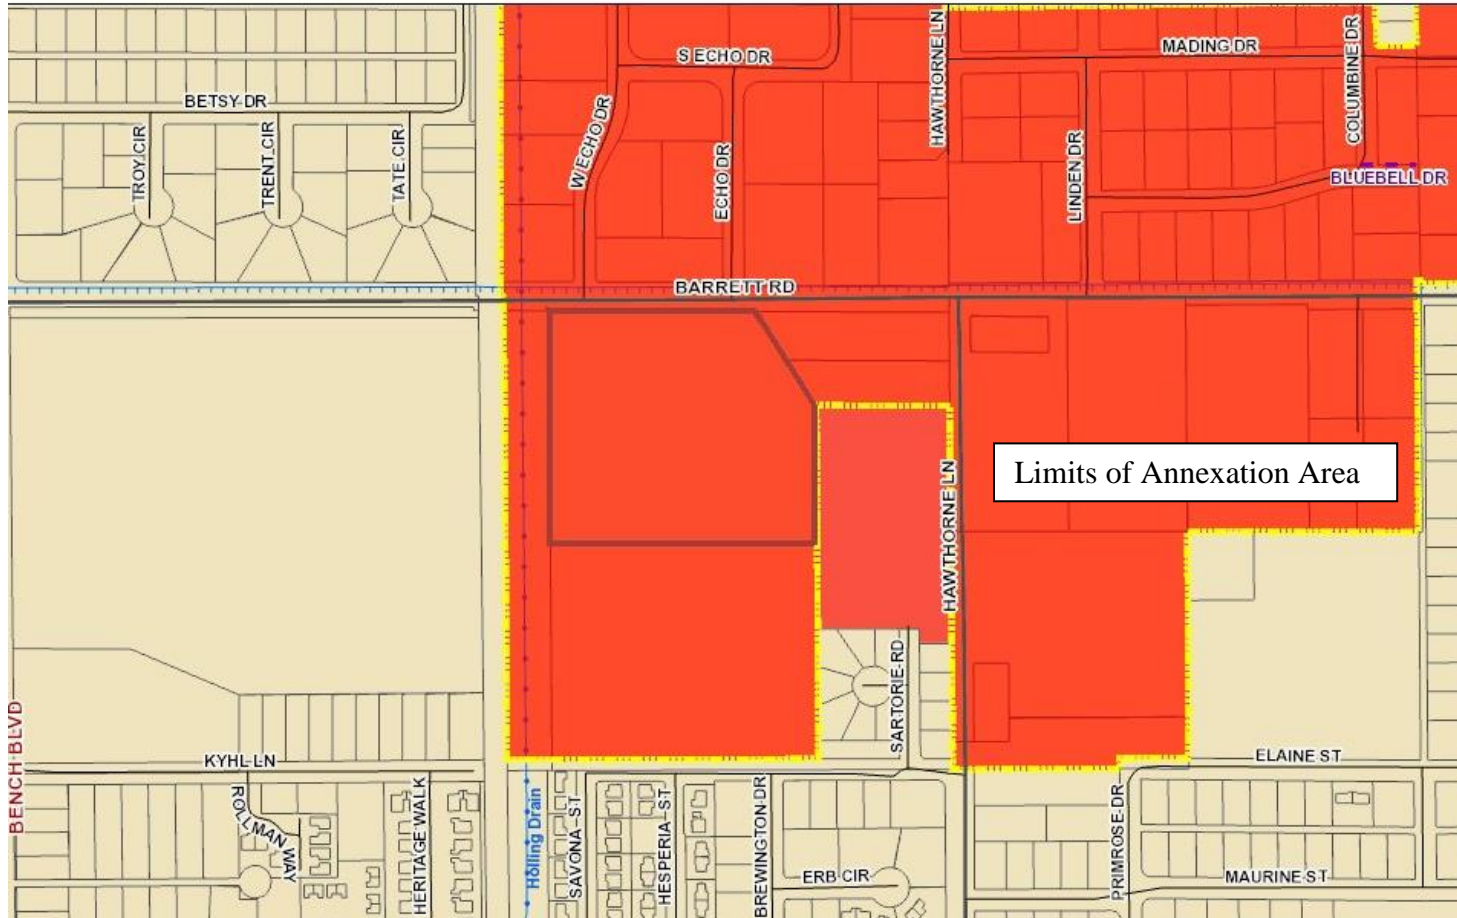 S ECHO DR
MADING DR
COLUMBINE DR
HAWTHORNE LN
BETSY DR
W ECHO DR
ECHO DR
LINDEN DR
TROY CIR
TRENT CIR
TATE CIR
BLUEBELL DR
BARRETT RD
Limits of Annexation Area
HAWTHORNE LN
SARTORIE RD
BENCH BLVD
KYHL LN
ELAINE ST
ROLLMAN WAY
HERITAGE WALK
Holling Drain
SAVONA ST
HESPERIA ST
BREWINGTON DR
PRIMROSE DR
ERB CIR
MAURINE ST